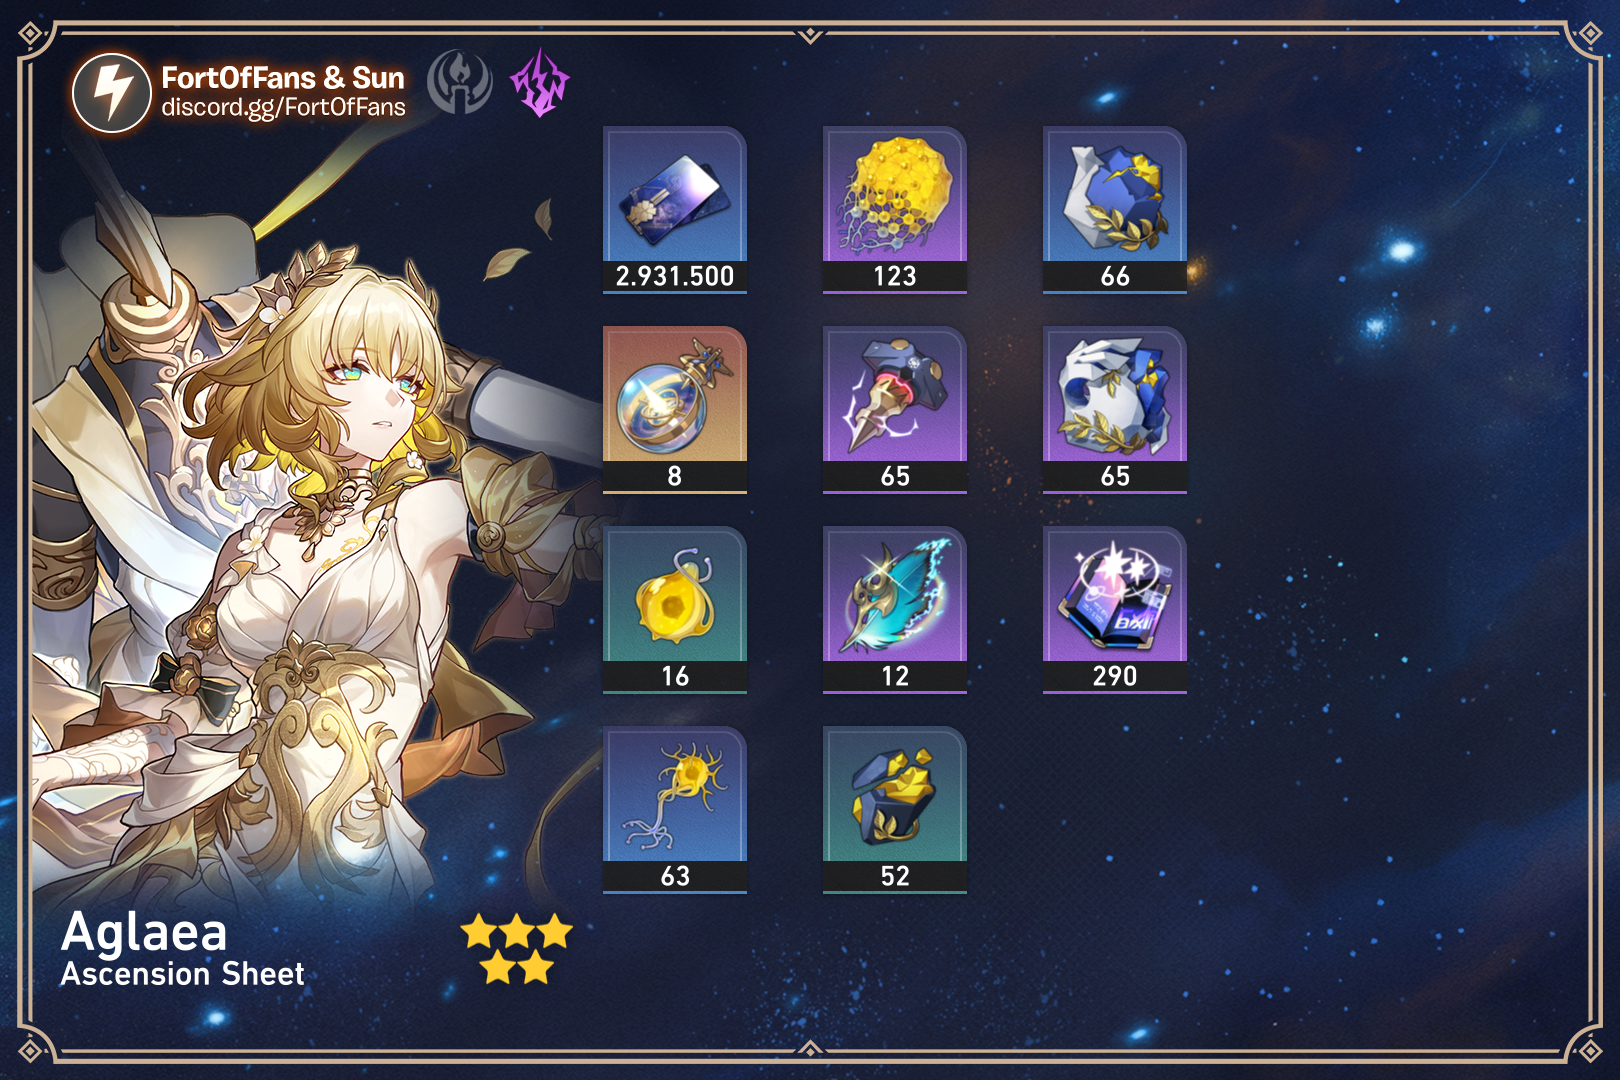 FortOfFans & Sun
discord.gg/FortOfFans
2.931.500
123
66
8
65
65
16
12
290
63
52
Aglaea
Ascension Sheet